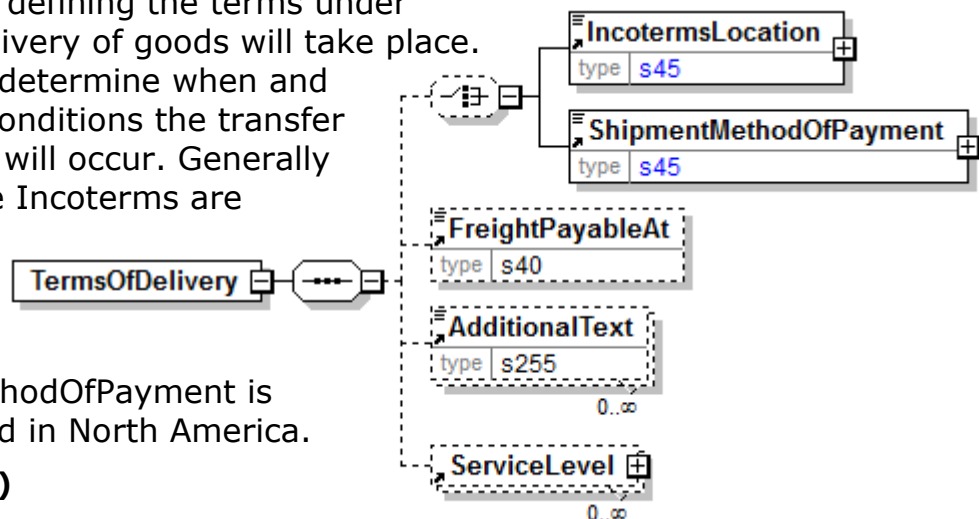 defining the terms under
livery of goods will take place.
determine when and
onditions the transfer
will occur. Generally
e Incoterms are
hodOfPayment is
d in North America.
)
TermsOfDelivery
IncotermsLocation
type s45
ShipmentMethodOfPayment
type s45
FreightPayableAt
type s40
AdditionalText
type s255
0..∞
ServiceLevel
0..∞